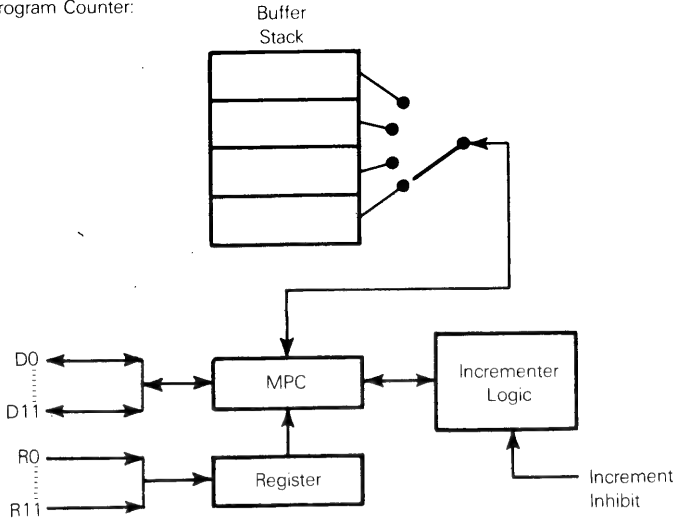 rogram Counter:
Buffer
Stack
D0
D11
MPC
Incrementer
Logic
R0
R11
Register
Increment
Inhibit